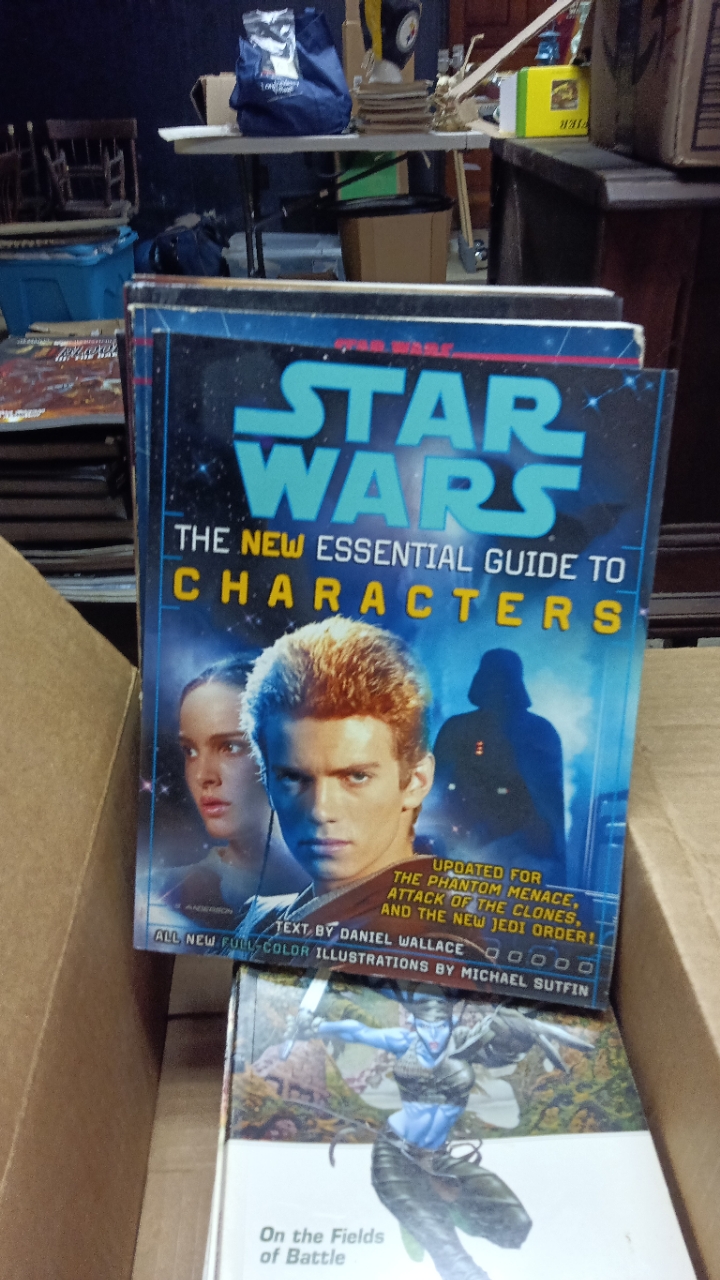 STAR WARS
STAR
WARS
THE NEW ESSENTIAL GUIDE TO
CHARACTERS
UPDATED FOR
THE PHANTOM MENACE,
ATTACK OF THE CLONES,
AND THE NEW JEDI ORDER!
ANDERSON
TEXT BY DANIEL WALLACE
ALL NEW FULL-COLOR ILLUSTRATIONS BY MICHAEL SUTFIN
On the Fields
of Battle